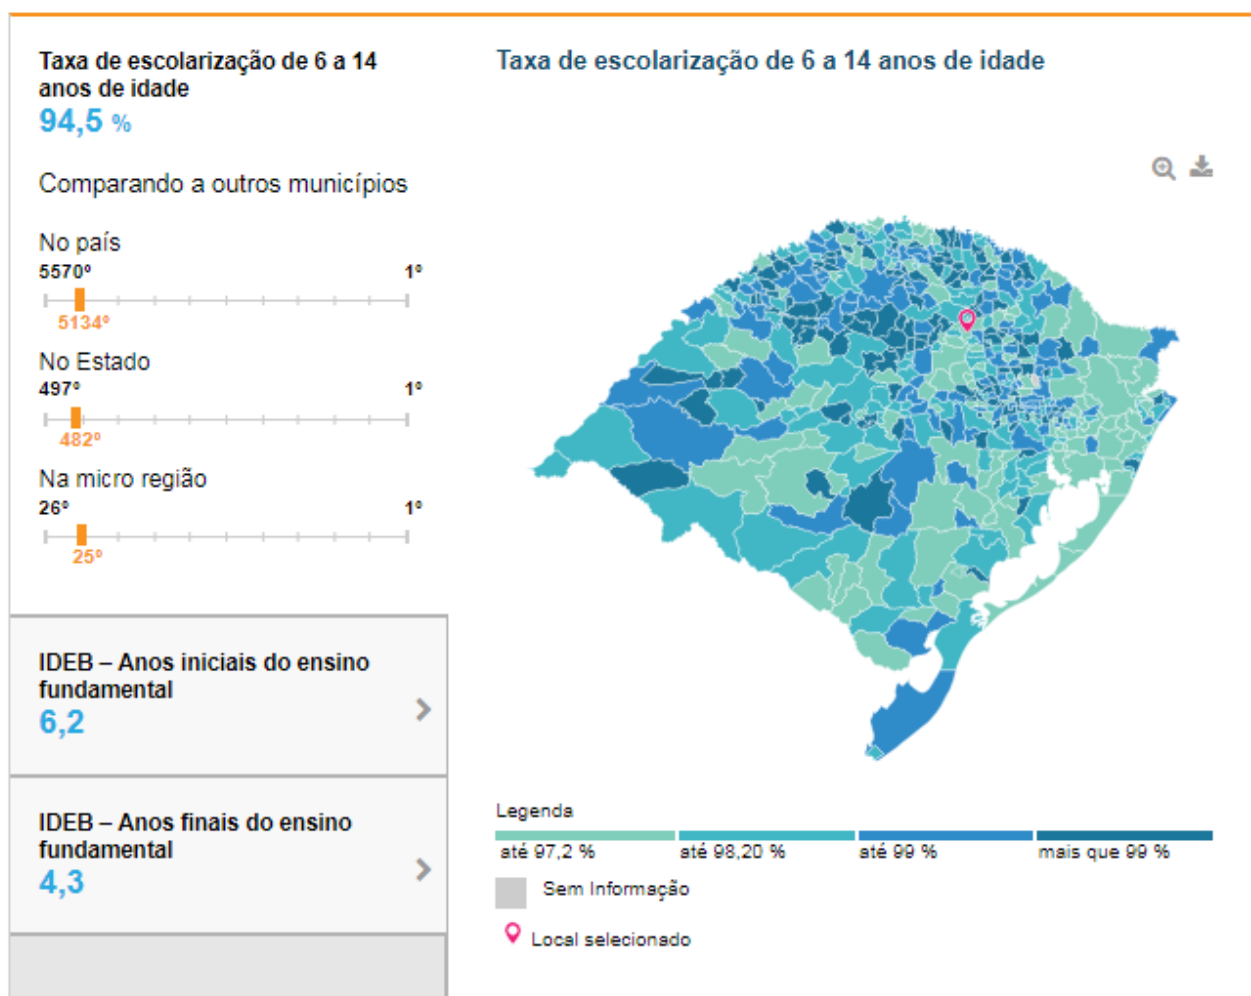 Taxa de escolarização de 6 a 14
anos de idade
94,5 %
Comparando a outros municípios
No país
5570º 1º
5134º
No Estado
497º 1º
482º
Na micro região
26º 1º
25º
IDEB – Anos iniciais do ensino
fundamental
6,2
IDEB – Anos finais do ensino
fundamental
4,3
Taxa de escolarização de 6 a 14 anos de idade
Legenda
até 97,2 % até 98,20 % até 99 % mais que 99 %
Sem Informação
Local selecionado